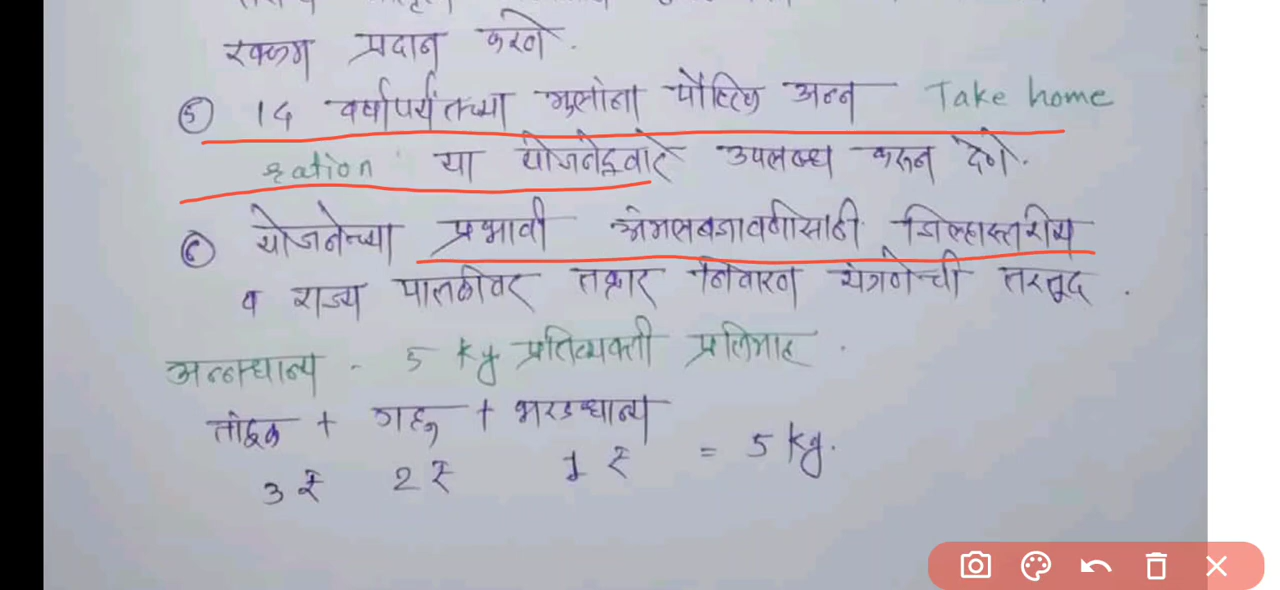 रक्कम प्रदान करणे.
⑤ 14 वर्षापर्यंतच्या मुलांना पौष्टिक अन्न Take home
ration या योजनेद्वारे उपलब्ध करून देणे.
⑥ योजनेच्या प्रभावी अंमलबजावणीसाठी जिल्हास्तरीय
व राज्य पातळीवर तक्रार निवारण यंत्रणेची तरतूद .
अन्नधान्य - 5 kg प्रतिव्यक्ती प्रतिमाह .
तांदूळ + गहू + भरडधान्य
3 ₹ 2 ₹ 1 ₹ = 5 kg.